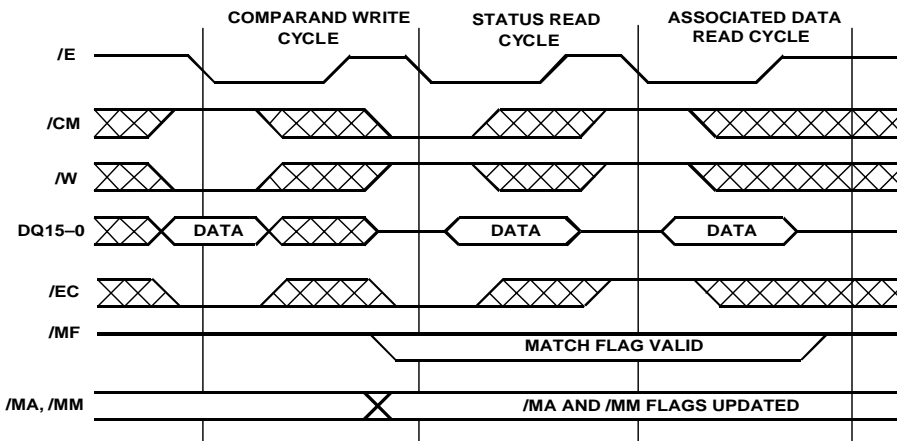 COMPARAND WRITE
CYCLE
STATUS READ
CYCLE
ASSOCIATED DATA
READ CYCLE
/E
/CM
/W
DQ15–0
DATA
DATA
DATA
/EC
/MF
MATCH FLAG VALID
/MA, /MM
/MA AND /MM FLAGS UPDATED